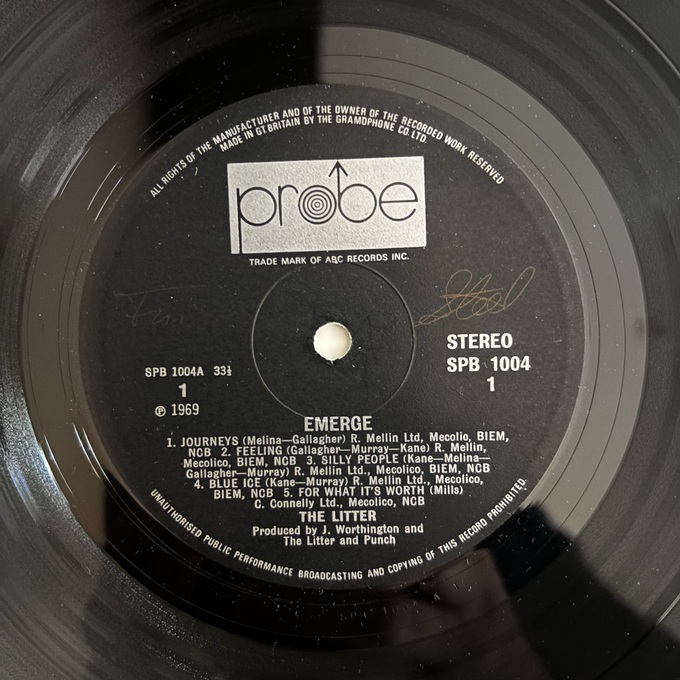 ALL RIGHTS OF THE MANUFACTURER AND OF THE OWNER OF THE RECORDED WORK RESERVED
MADE IN GT BRITAIN BY THE GRAMOPHONE CO. LTD.
probe
TRADE MARK OF ABC RECORDS INC.
STEREO
SPB 1004
1
SPB 1004A 33⅓
1
Ⓟ 1969
EMERGE
1. JOURNEYS (Melina—Gallagher) R. Mellin Ltd, Mecolio, BIEM,
NCB 2. FEELING (Gallagher—Murray—Kane) R. Mellin,
Mecolico, BIEM, NCB 3. SILLY PEOPLE (Kane—Melina—
Gallagher—Murray) R. Mellin Ltd, Mecolico, BIEM, NCB
4. BLUE ICE (Kane—Murray) R. Mellin Ltd., Mecolico,
BIEM, NCB 5. FOR WHAT IT'S WORTH (Mills)
C. Connelly Ltd., Mecolico, NCB
THE LITTER
Produced by J. Worthington and
The Litter and Punch
UNAUTHORISED PUBLIC PERFORMANCE BROADCASTING AND COPYING OF THIS RECORD PROHIBITED.